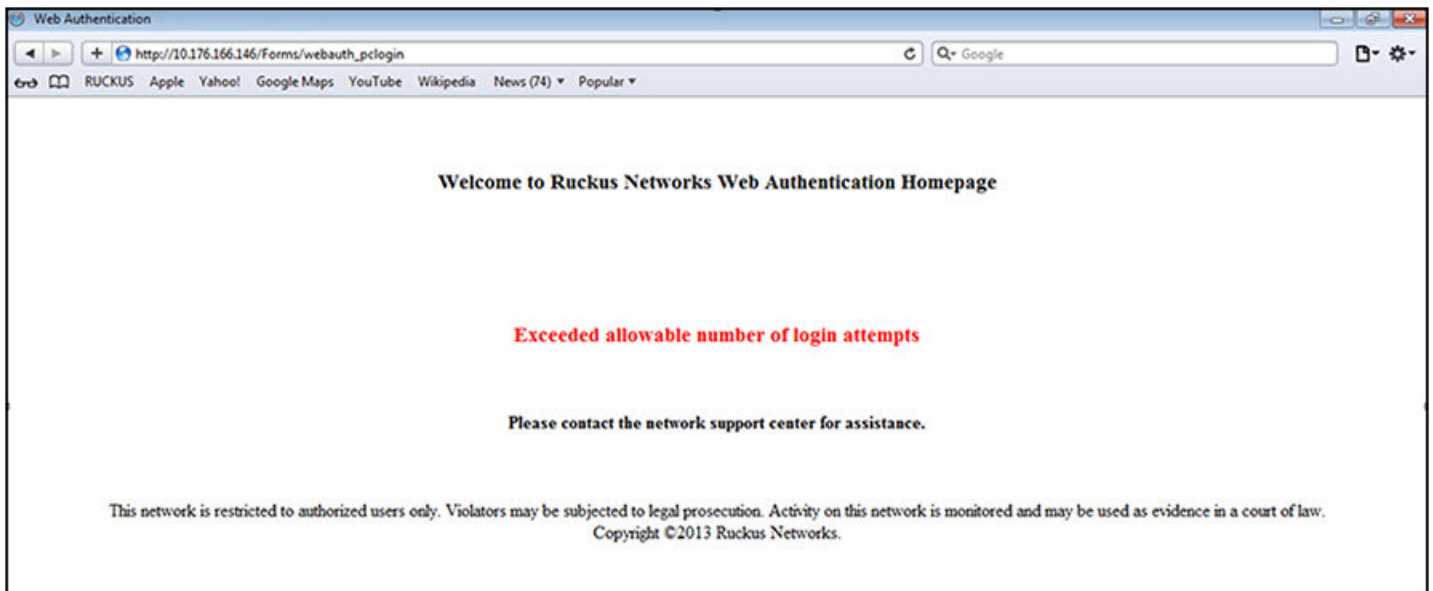 Web Authentication
http://10.176.166.146/Forms/webauth_pclogin
Google
RUCKUS Apple Yahoo! Google Maps YouTube Wikipedia News (74) Popular
Welcome to Ruckus Networks Web Authentication Homepage
Exceeded allowable number of login attempts
Please contact the network support center for assistance.
This network is restricted to authorized users only. Violators may be subjected to legal prosecution. Activity on this network is monitored and may be used as evidence in a court of law.
Copyright ©2013 Ruckus Networks.